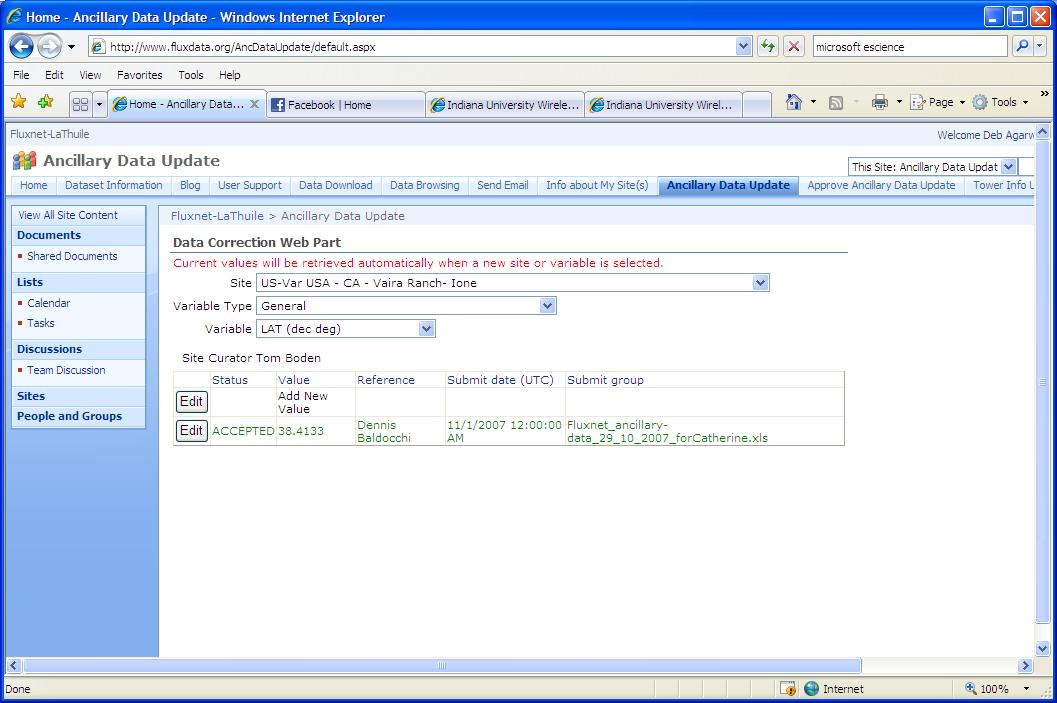 Home - Ancillary Data Update - Windows Internet Explorer
http://www.fluxdata.org/AncDataUpdate/default.aspx
microsoft escience
File Edit View Favorites Tools Help
Home - Ancillary Data... Facebook | Home Indiana University Wirele... Indiana University Wirel... Page Tools
Fluxnet-LaThuile Welcome Deb Agarw
Ancillary Data Update
This Site: Ancillary Data Updat
Home Dataset Information Blog User Support Data Download Data Browsing Send Email Info about My Site(s) Ancillary Data Update Approve Ancillary Data Update Tower Info U
View All Site Content
Documents
Shared Documents
Lists
Calendar
Tasks
Discussions
Team Discussion
Sites
People and Groups
Fluxnet-LaThuile > Ancillary Data Update
Data Correction Web Part
Current values will be retrieved automatically when a new site or variable is selected.
Site US-Var USA - CA - Vaira Ranch- Ione
Variable Type General
Variable LAT (dec deg)
Site Curator Tom Boden
Status Value Reference Submit date (UTC) Submit group
Edit Add New
Value
Edit ACCEPTED 38.4133 Dennis
Baldocchi 11/1/2007 12:00:00
AM Fluxnet_ancillary-
data_29_10_2007_forCatherine.xls
Done Internet 100%